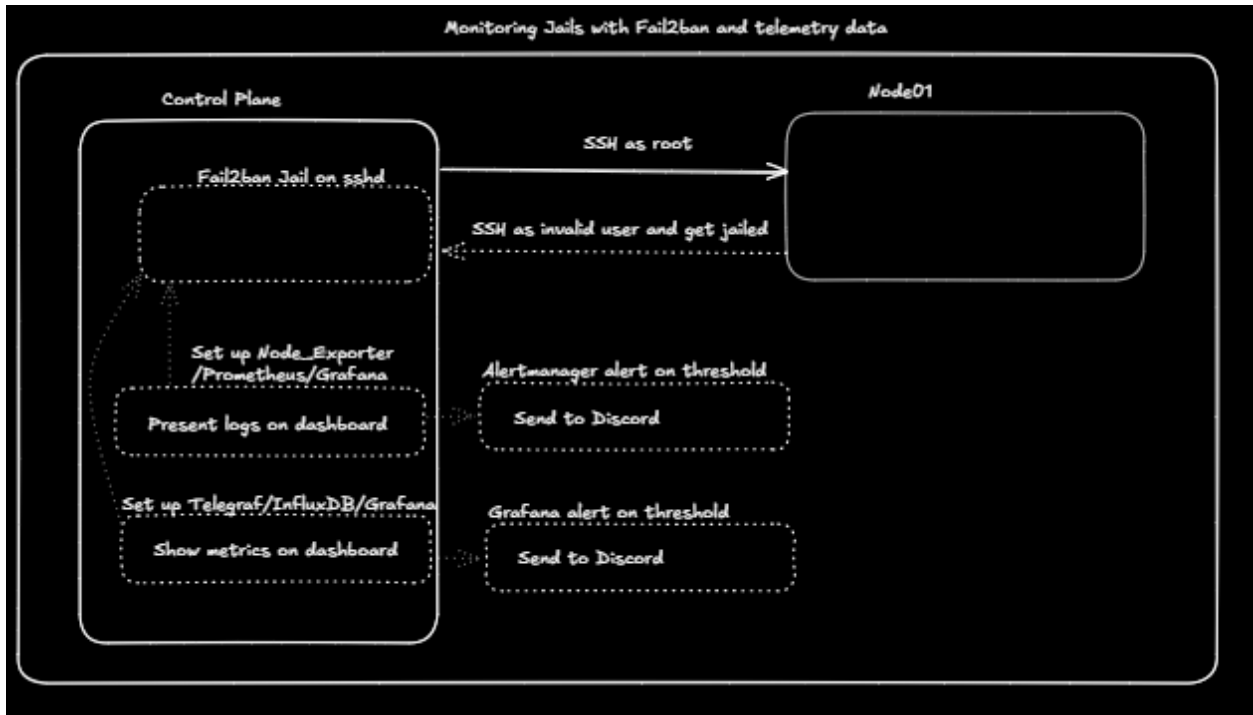 Monitoring Jails with Fail2ban and telemetry data
Control Plane
Node01
SSH as root
Fail2ban Jail on sshd
SSH as invalid user and get jailed
Set up Node_Exporter
/Prometheus/Grafana
Alertmanager alert on threshold
Present logs on dashboard
Send to Discord
Set up Telegraf/InfluxDB/Grafana
Grafana alert on threshold
Show metrics on dashboard
Send to Discord